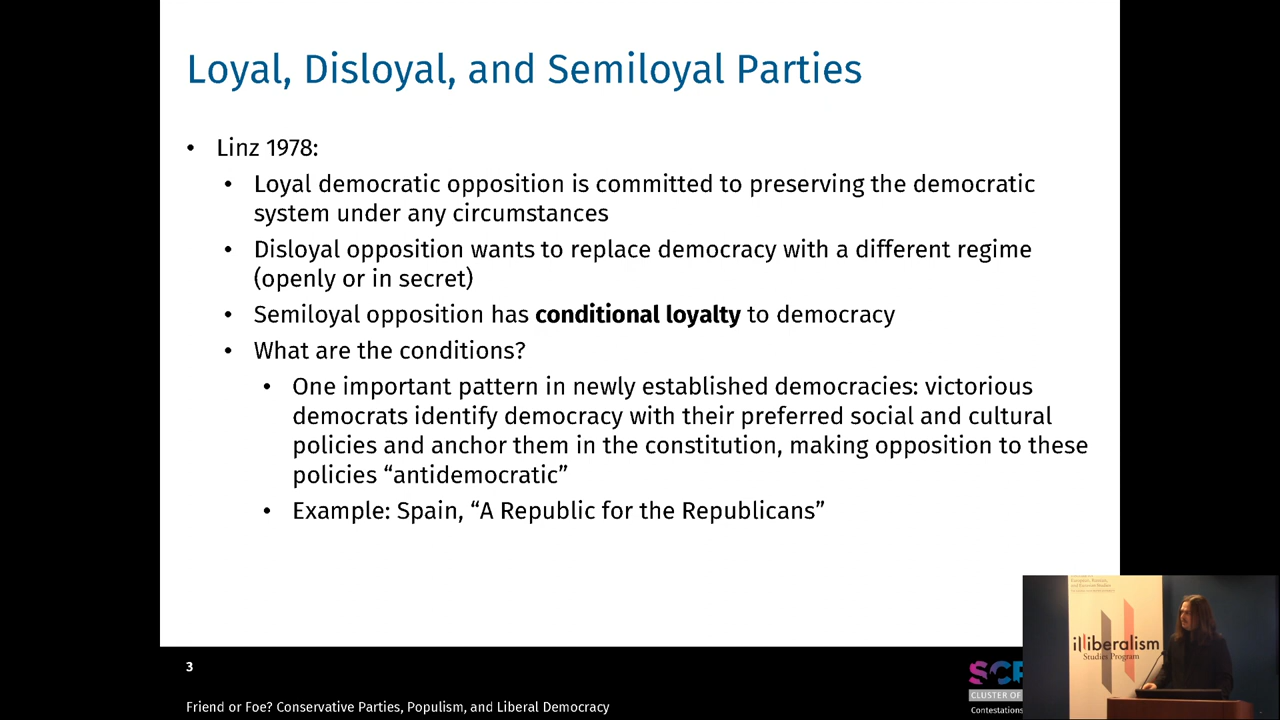 Loyal, Disloyal, and Semiloyal Parties
• Linz 1978:
• Loyal democratic opposition is committed to preserving the democratic
system under any circumstances
• Disloyal opposition wants to replace democracy with a different regime
(openly or in secret)
• Semiloyal opposition has conditional loyalty to democracy
• What are the conditions?
• One important pattern in newly established democracies: victorious
democrats identify democracy with their preferred social and cultural
policies and anchor them in the constitution, making opposition to these
policies “antidemocratic”
• Example: Spain, “A Republic for the Republicans”
illiberalism
Studies Program
3
CLUSTER OF
Contestations
Friend or Foe? Conservative Parties, Populism, and Liberal Democracy